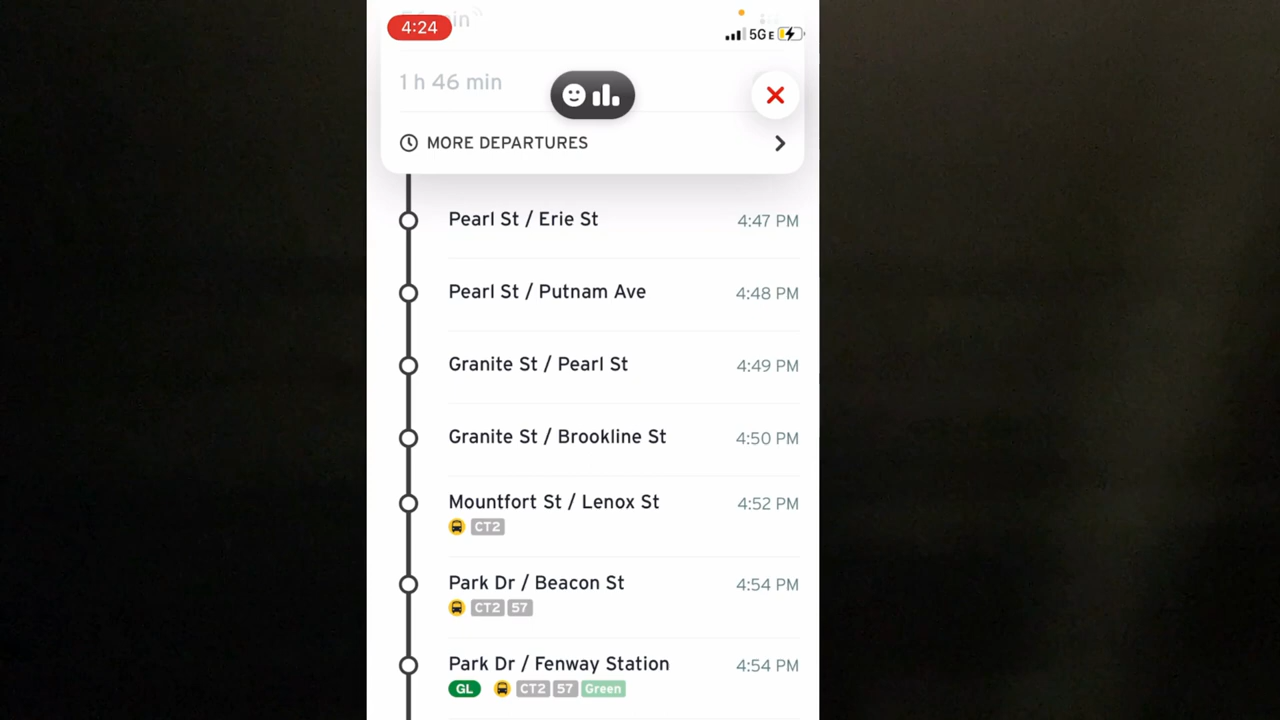 4:24
5GE
1 h 46 min
MORE DEPARTURES
Pearl St / Erie St 4:47 PM
Pearl St / Putnam Ave 4:48 PM
Granite St / Pearl St 4:49 PM
Granite St / Brookline St 4:50 PM
Mountfort St / Lenox St 4:52 PM
CT2
Park Dr / Beacon St 4:54 PM
CT2 57
Park Dr / Fenway Station 4:54 PM
GL CT2 57 Green